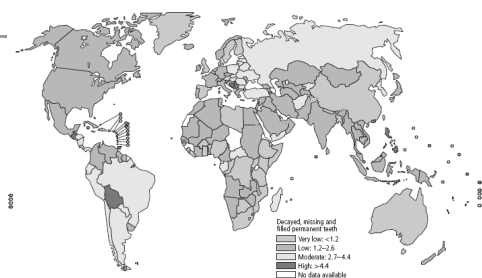 Decayed, missing and
filled permanent teeth
Very low: <1.2
Low: 1.2–2.6
Moderate: 2.7–4.4
High: >4.4
No data available